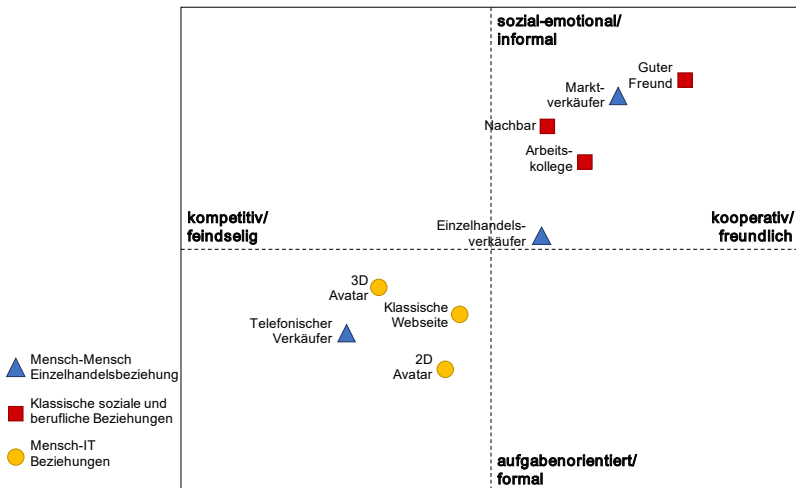 sozial-emotional/
informal
Guter
Freund
Markt-
verkäufer
Nachbar
Arbeits-
kollege
kompetitiv/
feindselig
Einzelhandels-
verkäufer
kooperativ/
freundlich
3D
Avatar
Klassische
Webseite
Telefonischer
Verkäufer
2D
Avatar
Mensch-Mensch
Einzelhandelsbeziehung
Klassische soziale und
berufliche Beziehungen
Mensch-IT
Beziehungen
aufgabenorientiert/
formal